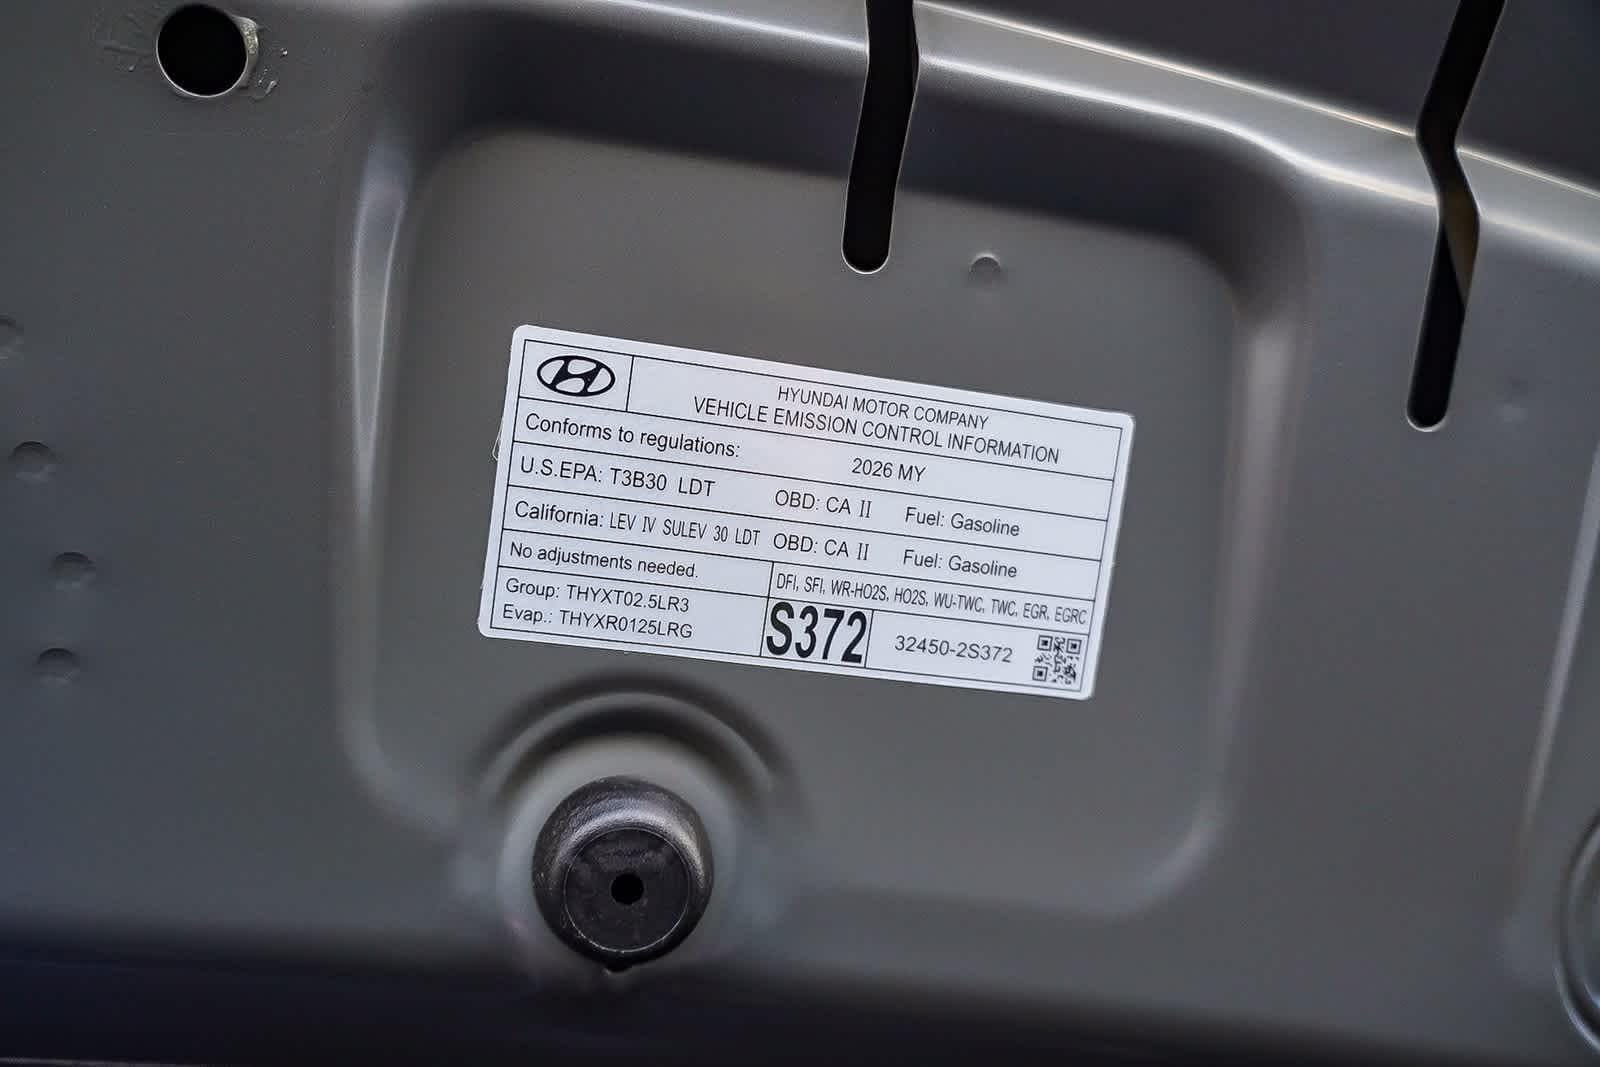 HYUNDAI MOTOR COMPANY
VEHICLE EMISSION CONTROL INFORMATION
Conforms to regulations: 2026 MY
U.S.EPA: T3B30 LDT OBD: CA II Fuel: Gasoline
California: LEV IV SULEV 30 LDT OBD: CA II Fuel: Gasoline
No adjustments needed. DFI, SFI, WR-HO2S, HO2S, WU-TWC, TWC, EGR, EGRC
Group: THYXT02.5LR3
Evap.: THYXR0125LRG
S372
32450-2S372